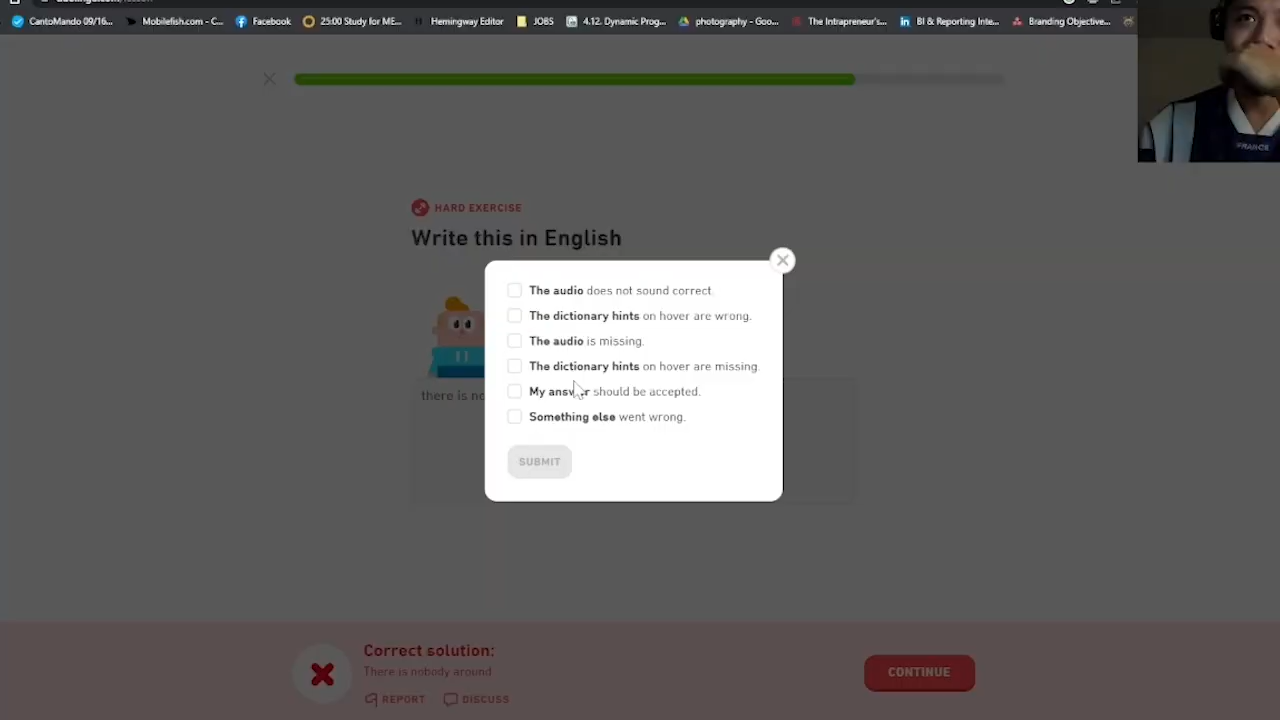 CantoMando 09/16...
Mobilefish.com - C...
Facebook
25:00 Study for ME...
Hemingway Editor
JOBS
4.12. Dynamic Prog...
photography - Goo...
The Intrapreneur's...
BI & Reporting Inte...
Branding Objective...
FRANCE
HARD EXERCISE
Write this in English
The audio does not sound correct.
The dictionary hints on hover are wrong.
The audio is missing.
The dictionary hints on hover are missing.
there is no
My answer should be accepted.
Something else went wrong.
SUBMIT
Correct solution:
There is nobody around
REPORT
DISCUSS
CONTINUE